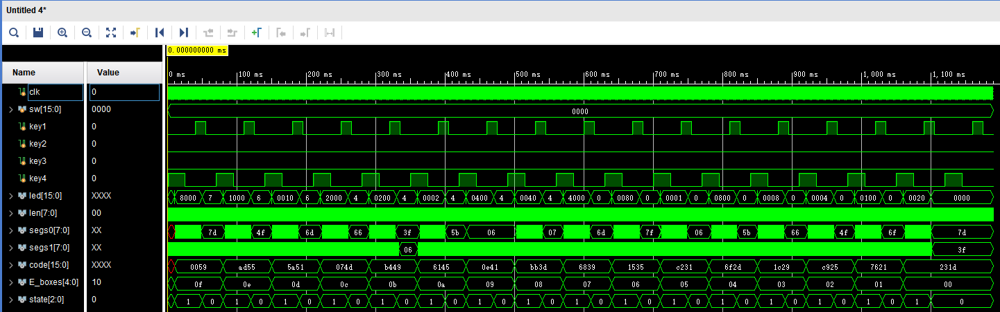 Untitled 4*
0.000000000 ms
Name Value
0 ms 100 ms 200 ms 300 ms 400 ms 500 ms 600 ms 700 ms 800 ms 900 ms 1,000 ms 1,100 ms
clk 0
sw[15:0] 0000 0000
key1 0
key2 0
key3 0
key4 0
led[15:0] XXXX 8000 7 1000 6 0010 6 2000 4 0200 4 0002 4 0400 4 0040 4 4000 0 0080 0 0001 0 0800 0 0008 0 0004 0 0100 0 0020 0000
len[7:0] 00
segs0[7:0] XX 7d 4f 6d 66 3f 5b 06 07 6d 7f 06 5b 66 4f 6f 7d
segs1[7:0] XX 06 3f
code[15:0] XXXX 0059 ad55 5a51 074d b449 6145 0e41 bb3d 6839 1535 c231 6f2d 1c29 c925 7621 231d
E_boxes[4:0] 10 0f 0e 0d 0c 0b 0a 09 08 07 06 05 04 03 02 01 00
state[2:0] 0 1 0 1 0 1 0 1 0 1 0 1 0 1 0 1 0 1 0 1 0 1 0 1 0 1 0 1 0 1 0 1 0